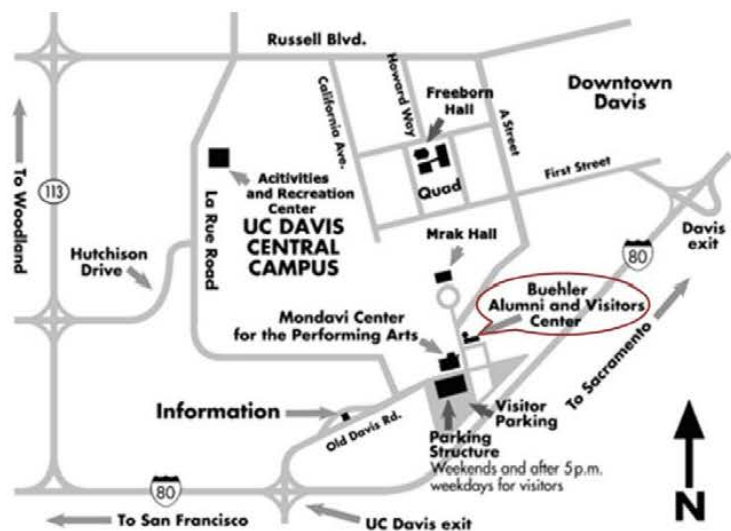 Russell Blvd.
Downtown
Davis
California Ave.
Howard Way
Freeborn
Hall
A Street
To Woodland
113
Acitivities
and Recreation
Center
Quad
First Street
La Rue Road
UC DAVIS
CENTRAL
CAMPUS
Mrak Hall
80
Davis
exit
Hutchison
Drive
Buehler
Alumni and Visitors
Center
Mondavi Center
for the Performing Arts
To Sacramento
Information
Old Davis Rd.
Visitor
Parking
Parking
Structure
Weekends and after 5p.m.
weekdays for visitors
80
To San Francisco
UC Davis exit
N